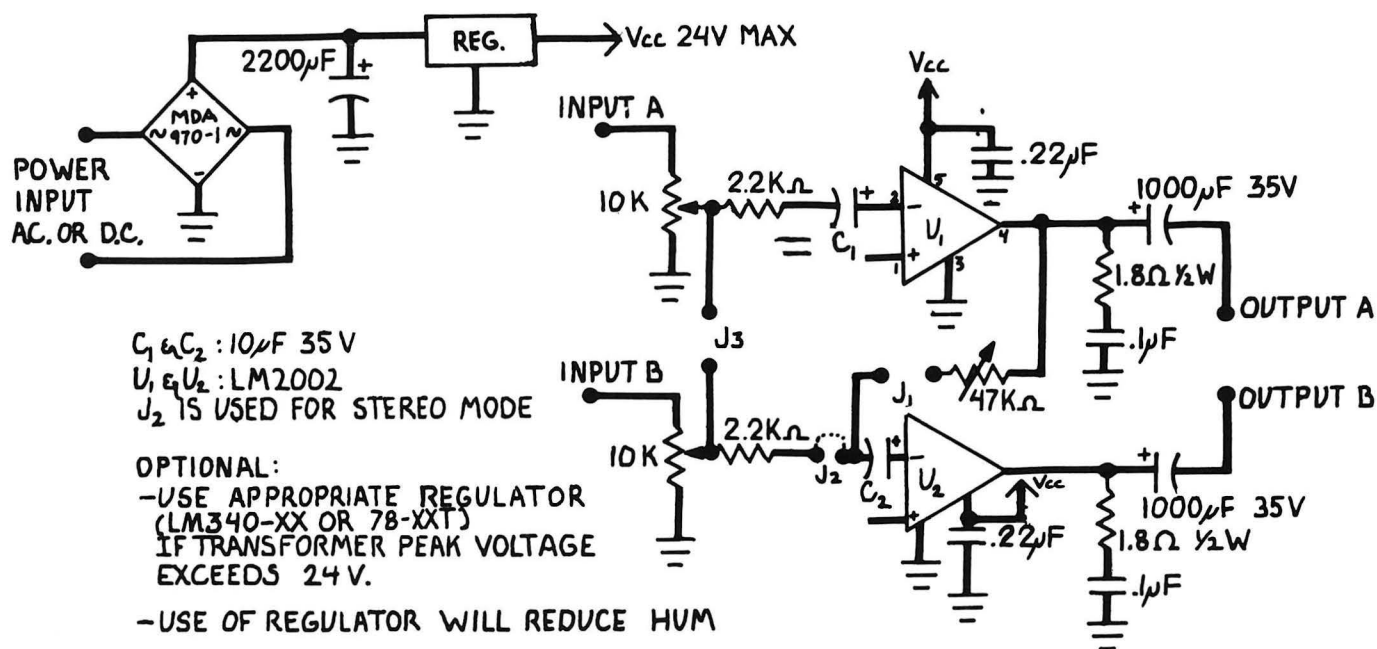 2200µF +
REG.
Vcc 24V MAX
+
MDA
~ 970-1 ~
-
POWER
INPUT
A.C. OR D.C.
INPUT A
10K
2.2KΩ
C₁
+
Vcc
.22µF
2
-
5
U₁
4
1
+
3
1000µF 35V
+
1.8Ω ½W
.1µF
OUTPUT A
J3
J₁
47KΩ
INPUT B
10K
2.2KΩ
J₂
C₂
+
-
U₂
+
Vcc
.22µF
+
1000µF 35V
1.8Ω ½W
.1µF
OUTPUT B
C₁ & C₂ : 10µF 35V
U₁ & U₂ : LM2002
J₂ IS USED FOR STEREO MODE
OPTIONAL:
-USE APPROPRIATE REGULATOR
(LM340-XX OR 78-XXT)
IF TRANSFORMER PEAK VOLTAGE
EXCEEDS 24V.
-USE OF REGULATOR WILL REDUCE HUM